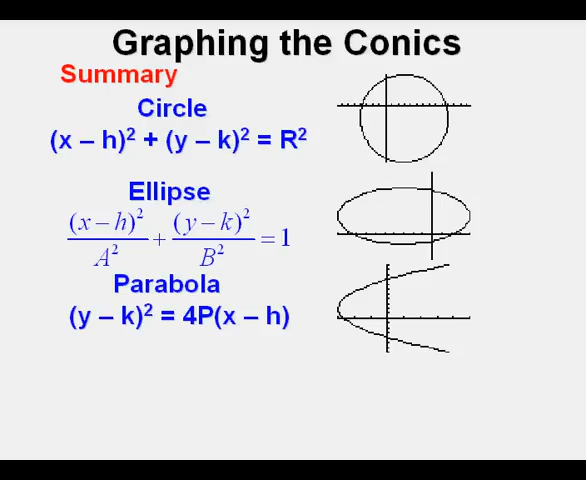 Graphing the Conics
Summary
Circle
(x – h)² + (y – k)² = R²
Ellipse
(x – h)²/A² + (y – k)²/B² = 1
Parabola
(y – k)² = 4P(x – h)